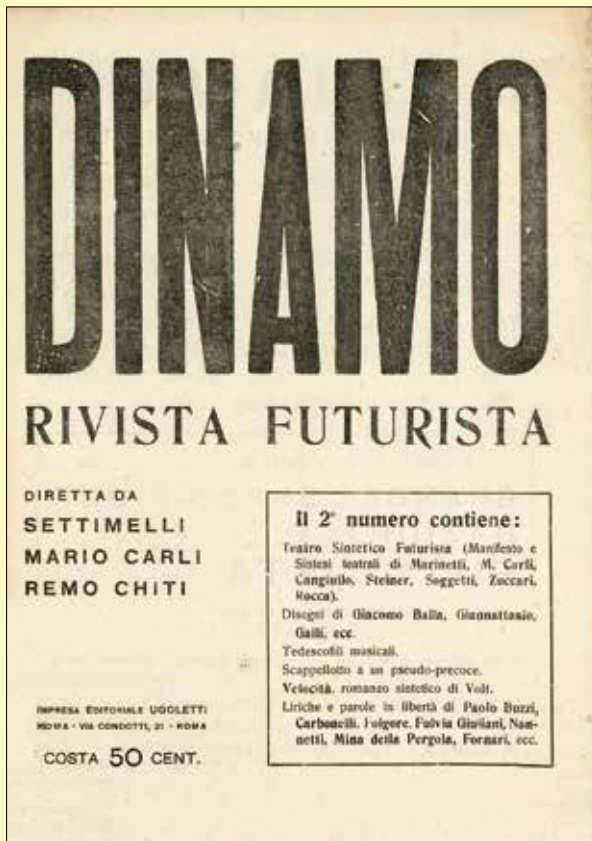 DINAMO
RIVISTA FUTURISTA
DIRETTA DA
SETTIMELLI
MARIO CARLI
REMO CHITI
IMPRESA EDITORIALE UGOLETTI
ROMA - VIA CONDOTTI, 21 - ROMA
COSTA 50 CENT.
Il 2º numero contiene:
Teatro Sintetico Futurista (Manifesto e
Sintesi teatrali di Marinetti, M. Carli,
Cangiullo, Steiner, Soggetti, Zuccari,
Rocca).
Disegni di Giacomo Balla, Giannattasio,
Galli, ecc.
Tedescofili musicali.
Scappellotto a un pseudo-precoce.
Velocità, romanzo sintetico di Volt.
Liriche e parole in libertà di Paolo Buzzi,
Carbonelli, Folgore, Fulvia Giuliani, Nan-
netti, Mina della Pergola, Fornari, ecc.